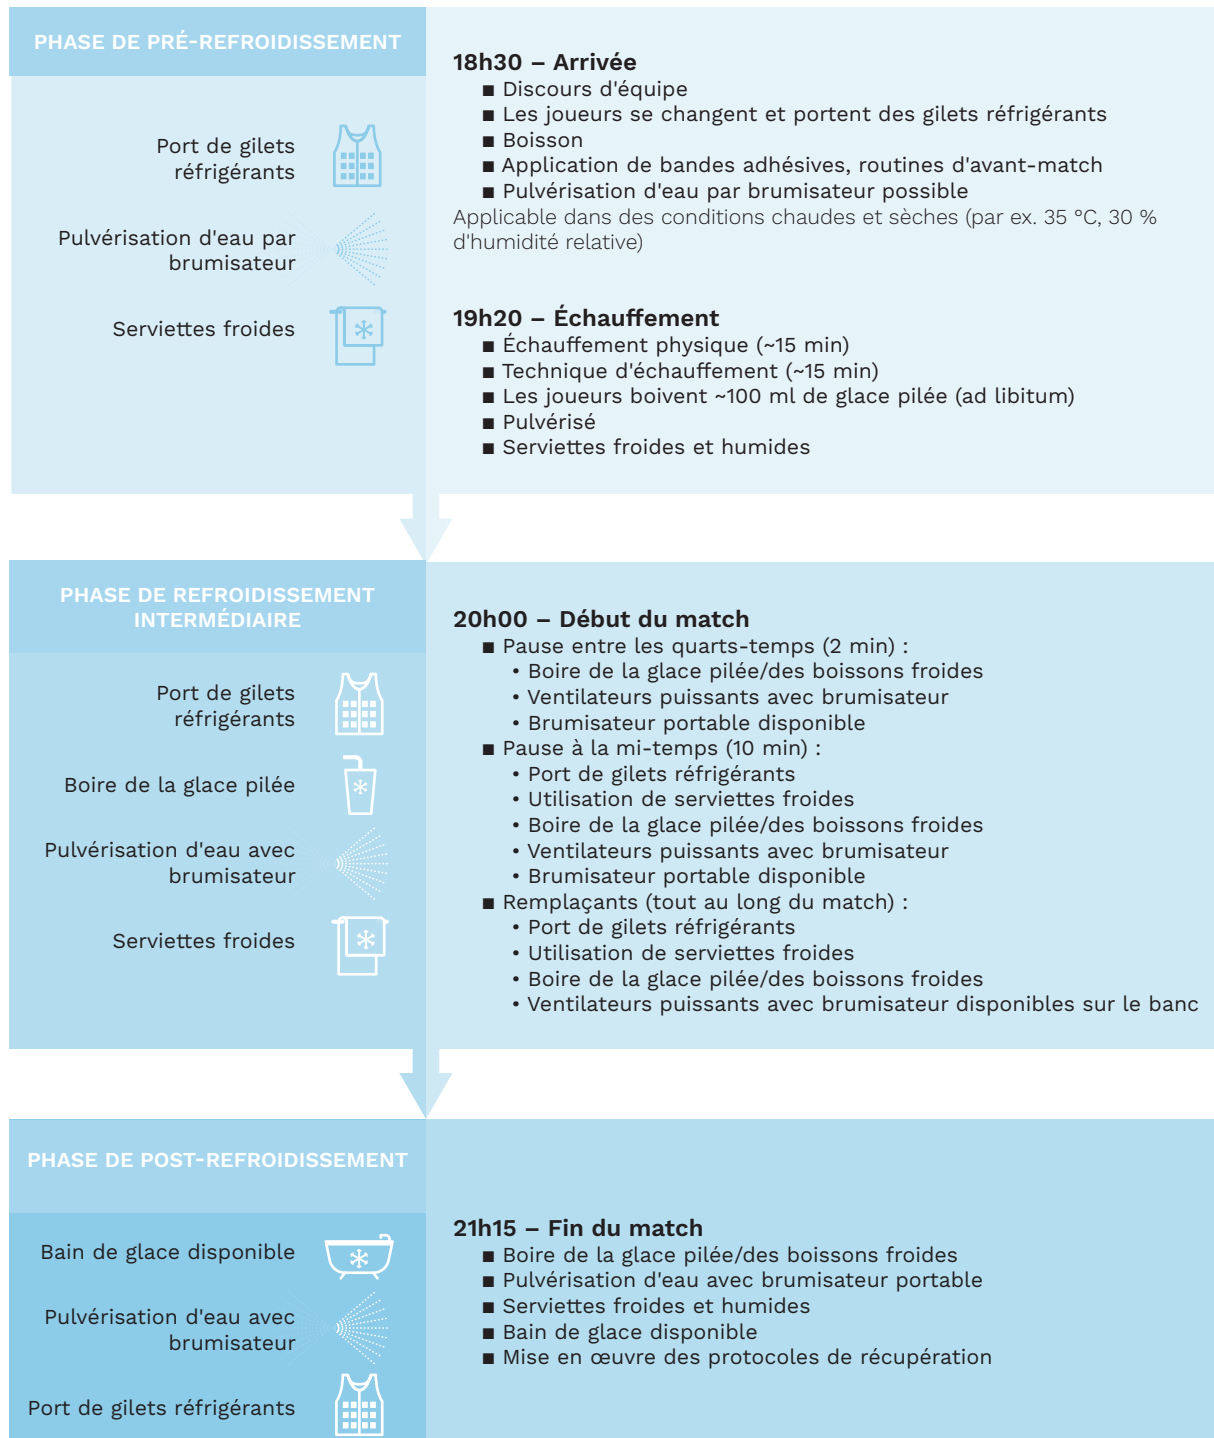 PHASE DE PRÉ-REFROIDISSEMENT
Port de gilets
réfrigérants
Pulvérisation d'eau par
brumisateur
Serviettes froides
18h30 – Arrivée
■ Discours d'équipe
■ Les joueurs se changent et portent des gilets réfrigérants
■ Boisson
■ Application de bandes adhésives, routines d'avant-match
■ Pulvérisation d'eau par brumisateur possible
Applicable dans des conditions chaudes et sèches (par ex. 35 °C, 30 %
d'humidité relative)
19h20 – Échauffement
■ Échauffement physique (~15 min)
■ Technique d'échauffement (~15 min)
■ Les joueurs boivent ~100 ml de glace pilée (ad libitum)
■ Pulvérisé
■ Serviettes froides et humides
PHASE DE REFROIDISSEMENT
INTERMÉDIAIRE
Port de gilets
réfrigérants
Boire de la glace pilée
Pulvérisation d'eau avec
brumisateur
Serviettes froides
20h00 – Début du match
■ Pause entre les quarts-temps (2 min) :
• Boire de la glace pilée/des boissons froides
• Ventilateurs puissants avec brumisateur
• Brumisateur portable disponible
■ Pause à la mi-temps (10 min) :
• Port de gilets réfrigérants
• Utilisation de serviettes froides
• Boire de la glace pilée/des boissons froides
• Ventilateurs puissants avec brumisateur
• Brumisateur portable disponible
■ Remplaçants (tout au long du match) :
• Port de gilets réfrigérants
• Utilisation de serviettes froides
• Boire de la glace pilée/des boissons froides
• Ventilateurs puissants avec brumisateur disponibles sur le banc
PHASE DE POST-REFROIDISSEMENT
Bain de glace disponible
Pulvérisation d'eau avec
brumisateur
Port de gilets réfrigérants
21h15 – Fin du match
■ Boire de la glace pilée/des boissons froides
■ Pulvérisation d'eau avec brumisateur portable
■ Serviettes froides et humides
■ Bain de glace disponible
■ Mise en œuvre des protocoles de récupération